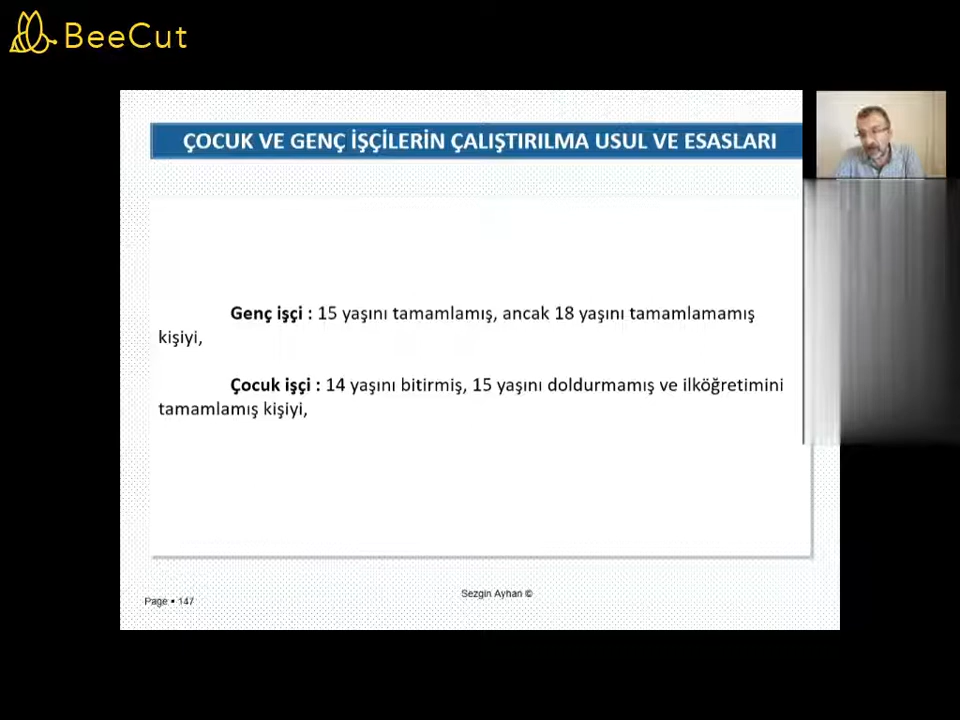 BeeCut
ÇOCUK VE GENÇ İŞÇİLERİN ÇALIŞTIRILMA USUL VE ESASLARI
Genç işçi : 15 yaşını tamamlamış, ancak 18 yaşını tamamlamamış
kişiyi,
Çocuk işçi : 14 yaşını bitirmiş, 15 yaşını doldurmamış ve ilköğretimini
tamamlamış kişiyi,
Sezgin Ayhan ©
Page ▪ 147